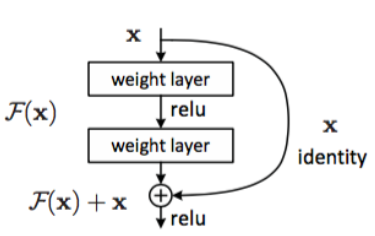 x
weight layer
relu
F(x)
weight layer
x
identity
F(x) + x
relu